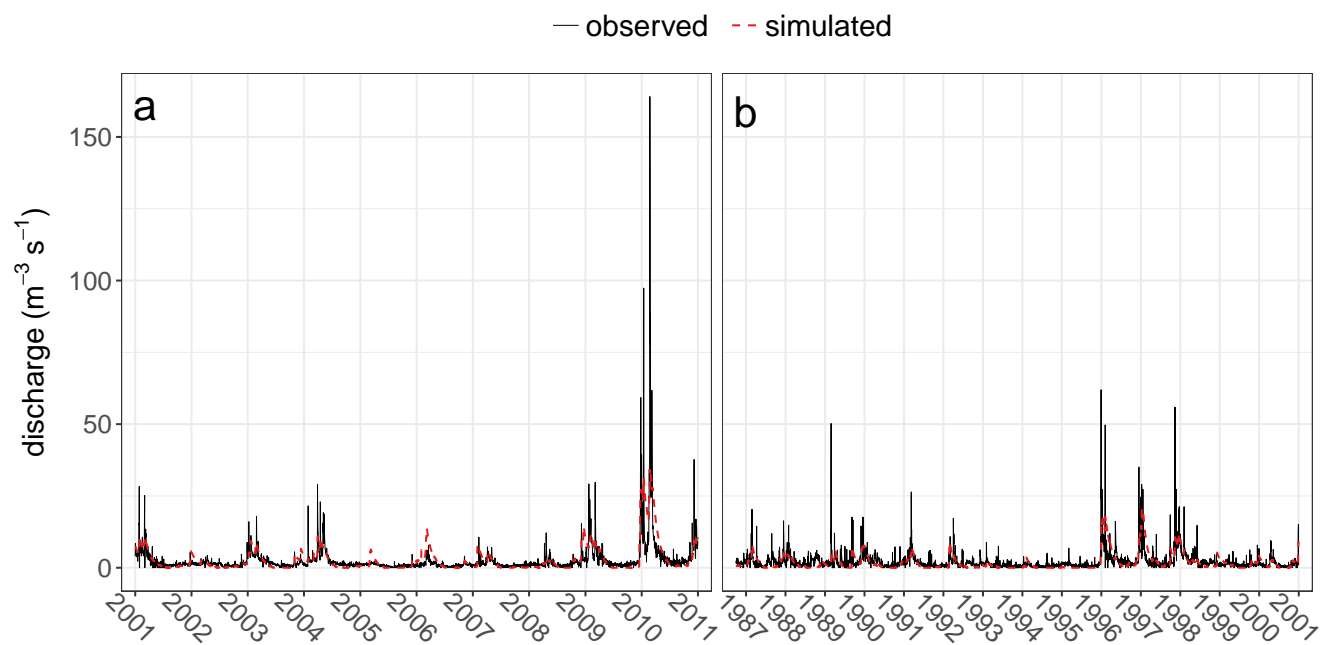 observed simulated
a b
150
100
50
0
discharge (m⁻³ s⁻¹)
2001 2002 2003 2004 2005 2006 2007 2008 2009 2010 2011 1987 1988 1989 1990 1991 1992 1993 1994 1995 1996 1997 1998 1990 2000 2001